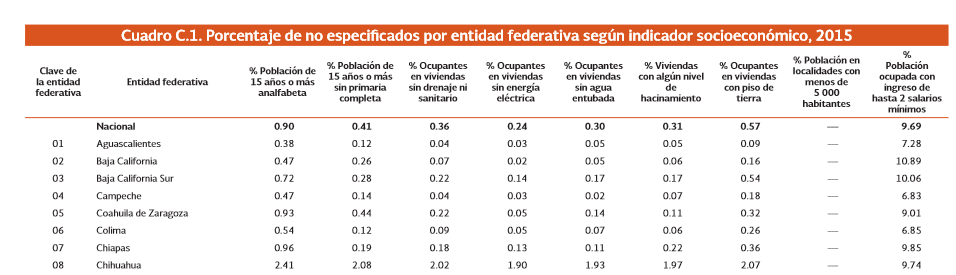 Cuadro C.1. Porcentaje de no especificados por entidad federativa según indicador socioeconómico, 2015
Clave de la entidad federativa | Entidad federativa | % Población de 15 años o más analfabeta | % Población de 15 años o más sin primaria completa | % Ocupantes en viviendas sin drenaje ni sanitario | % Ocupantes en viviendas sin energía eléctrica | % Ocupantes en viviendas sin agua entubada | % Viviendas con algún nivel de hacinamiento | % Ocupantes en viviendas con piso de tierra | % Población en localidades con menos de 5 000 habitantes | % Población ocupada con ingreso de hasta 2 salarios mínimos
Nacional 0.90 0.41 0.36 0.24 0.30 0.31 0.57 — 9.69
01 Aguascalientes 0.38 0.12 0.04 0.03 0.05 0.05 0.09 — 7.28
02 Baja California 0.47 0.26 0.07 0.02 0.05 0.06 0.16 — 10.89
03 Baja California Sur 0.72 0.28 0.22 0.14 0.17 0.17 0.54 — 10.06
04 Campeche 0.47 0.14 0.04 0.03 0.02 0.07 0.18 — 6.83
05 Coahuila de Zaragoza 0.93 0.44 0.22 0.05 0.14 0.11 0.32 — 9.01
06 Colima 0.54 0.12 0.09 0.05 0.07 0.06 0.26 — 6.85
07 Chiapas 0.96 0.19 0.18 0.13 0.11 0.22 0.36 — 9.85
08 Chihuahua 2.41 2.08 2.02 1.90 1.93 1.97 2.07 — 9.74